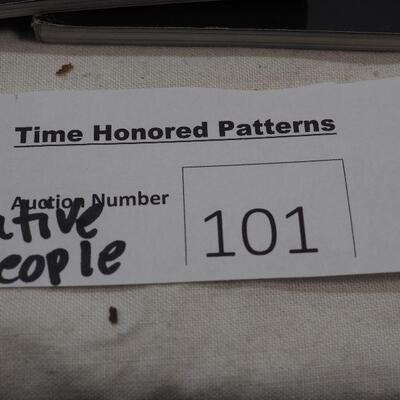 Time Honored Patterns
Auction Number
101
ative
eople